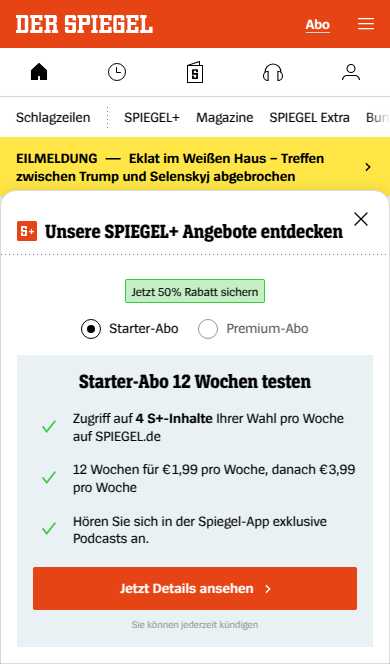 DER SPIEGEL
Abo
Schlagzeilen
SPIEGEL+
Magazine
SPIEGEL Extra
Bun
EILMELDUNG — Eklat im Weißen Haus – Treffen
zwischen Trump und Selenskyj abgebrochen
S+ Unsere SPIEGEL+ Angebote entdecken
Jetzt 50% Rabatt sichern
Starter-Abo
Premium-Abo
Starter-Abo 12 Wochen testen
Zugriff auf 4 S+-Inhalte Ihrer Wahl pro Woche
auf SPIEGEL.de
12 Wochen für €1,99 pro Woche, danach €3,99
pro Woche
Hören Sie sich in der Spiegel-App exklusive
Podcasts an.
Jetzt Details ansehen
Sie können jederzeit kündigen